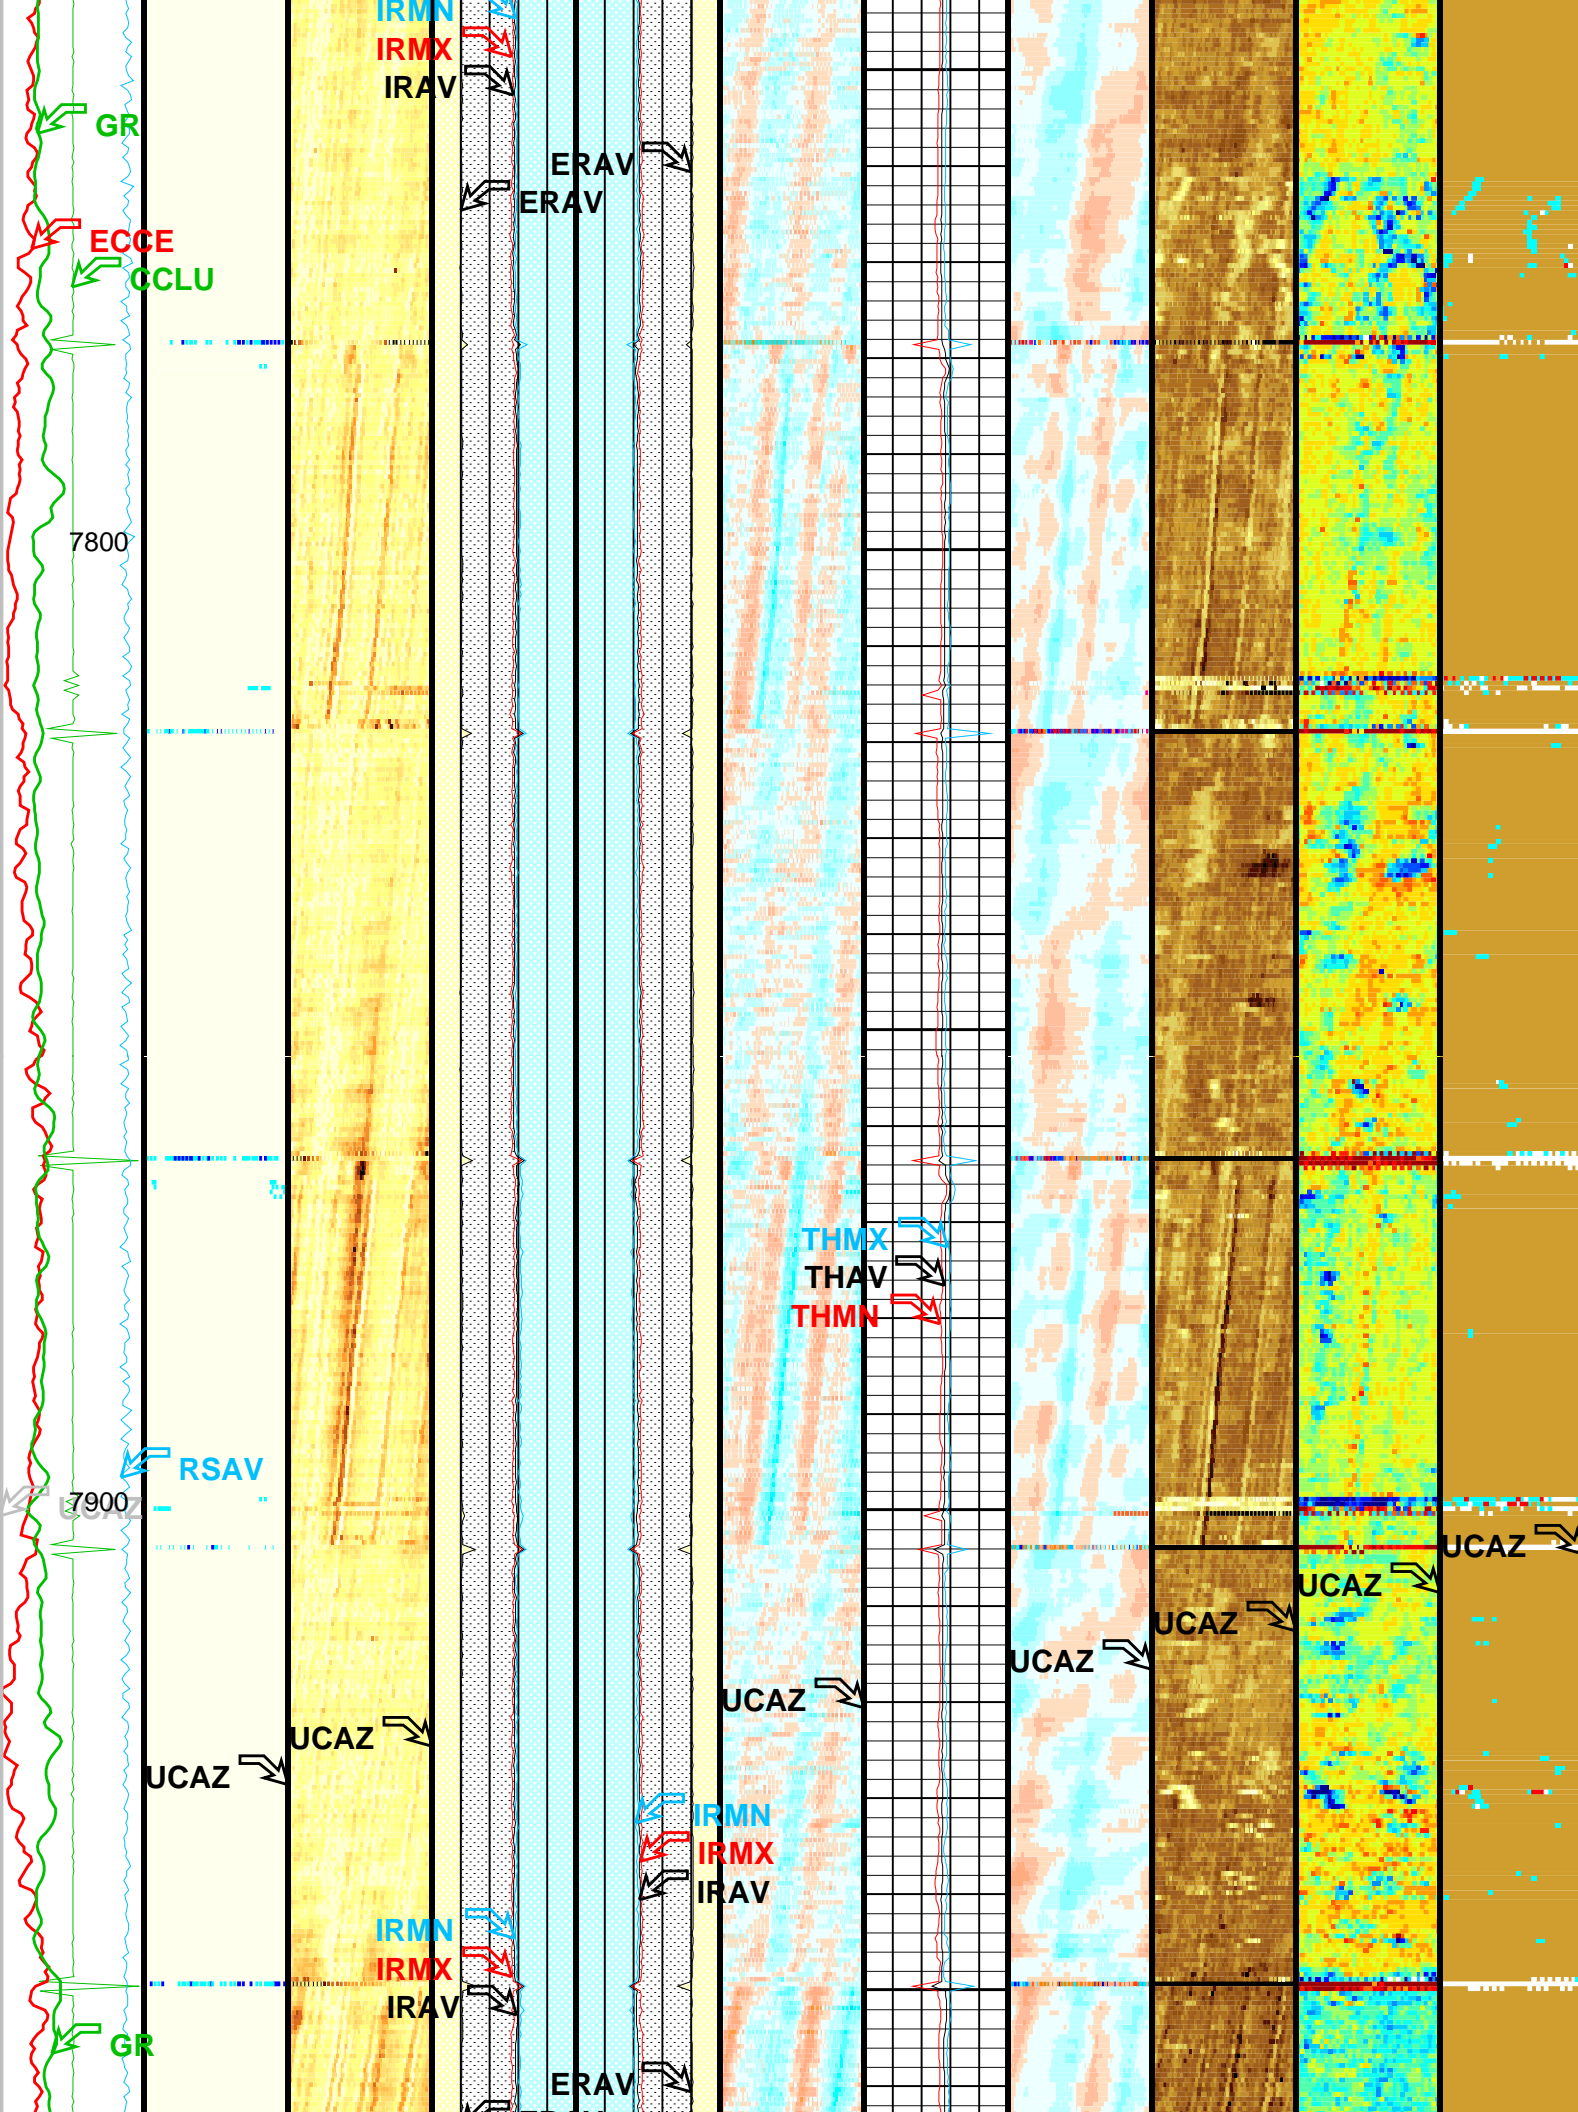 IRMN
IRMX
IRAV
GR
ERAV
ERAV
ECCE
CCLU
7800
THMX
THAV
THMN
RSAV
UCAZ
7900
UCAZ
UCAZ
UCAZ
UCAZ
UCAZ
UCAZ
UCAZ
IRMN
IRMX
IRAV
IRMN
IRMX
IRAV
GR
ERAV